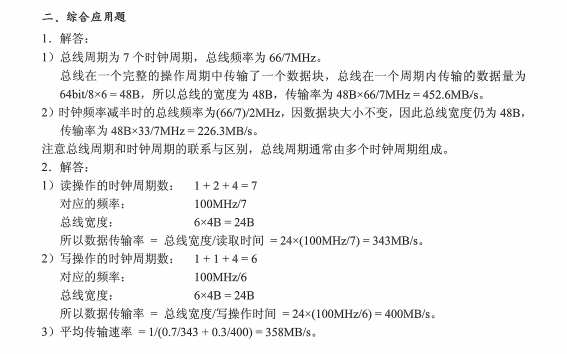 二、综合应用题
1．解答：
1）总线周期为 7 个时钟周期，总线频率为 66/7MHz。
总线在一个完整的操作周期中传输了一个数据块，总线在一个周期内传输的数据量为
64bit/8×6 = 48B，所以总线的宽度为 48B，传输率为 48B×66/7MHz = 452.6MB/s。
2）时钟频率减半时的总线频率为(66/7)/2MHz，因数据块大小不变，因此总线宽度仍为 48B，
传输率为 48B×33/7MHz = 226.3MB/s。
注意总线周期和时钟周期的联系与区别，总线周期通常由多个时钟周期组成。
2．解答：
1）读操作的时钟周期数： 1 + 2 + 4 = 7
对应的频率： 100MHz/7
总线宽度： 6×4B = 24B
所以数据传输率 = 总线宽度/读取时间 = 24×(100MHz/7) = 343MB/s。
2）写操作的时钟周期数： 1 + 1 + 4 = 6
对应的频率： 100MHz/6
总线宽度： 6×4B = 24B
所以数据传输率 = 总线宽度/写操作时间 = 24×(100MHz/6) = 400MB/s。
3）平均传输速率 = 1/(0.7/343 + 0.3/400) = 358MB/s。